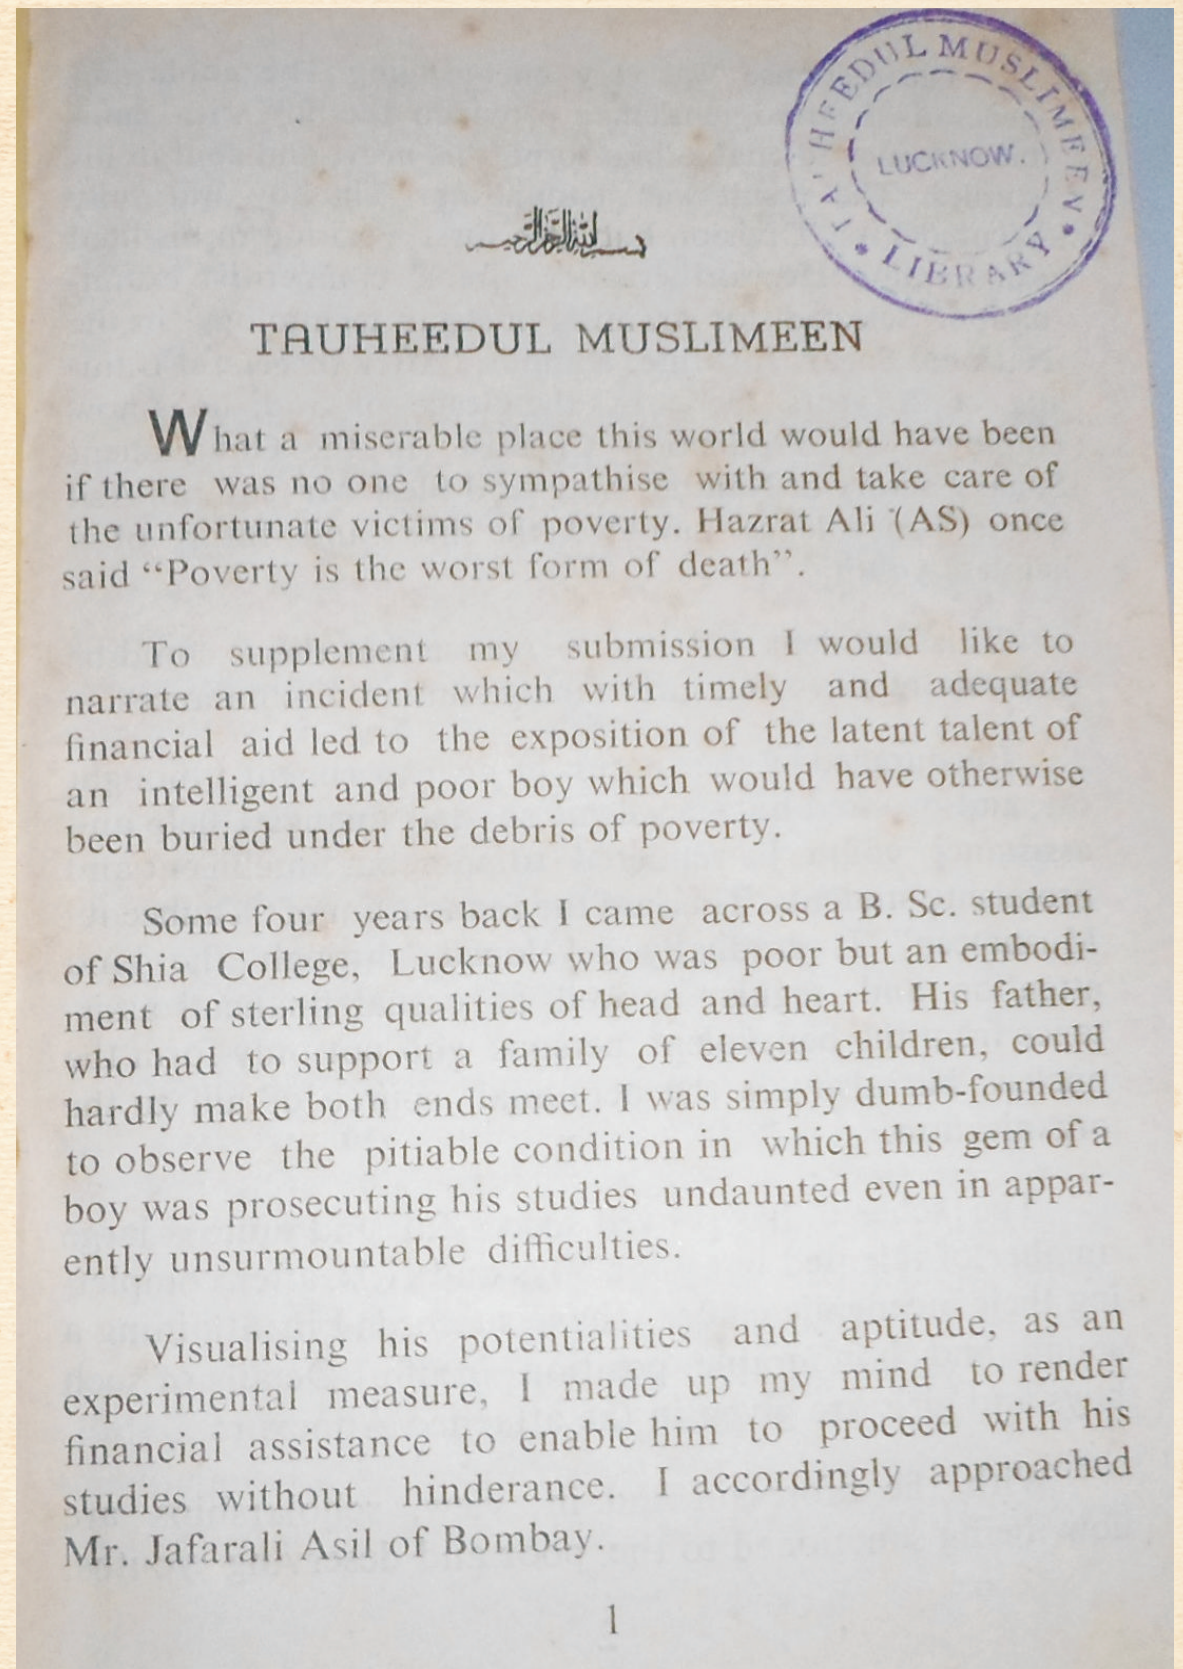 TAUHEEDUL MUSLIMEEN
LIBRARY
LUCKNOW.
بسم الله الرحمن الرحيم
TAUHEEDUL MUSLIMEEN
What a miserable place this world would have been
if there was no one to sympathise with and take care of
the unfortunate victims of poverty. Hazrat Ali (AS) once
said “Poverty is the worst form of death”.
To supplement my submission I would like to
narrate an incident which with timely and adequate
financial aid led to the exposition of the latent talent of
an intelligent and poor boy which would have otherwise
been buried under the debris of poverty.
Some four years back I came across a B. Sc. student
of Shia College, Lucknow who was poor but an embodi-
ment of sterling qualities of head and heart. His father,
who had to support a family of eleven children, could
hardly make both ends meet. I was simply dumb-founded
to observe the pitiable condition in which this gem of a
boy was prosecuting his studies undaunted even in appar-
ently unsurmountable difficulties.
Visualising his potentialities and aptitude, as an
experimental measure, I made up my mind to render
financial assistance to enable him to proceed with his
studies without hinderance. I accordingly approached
Mr. Jafarali Asil of Bombay.
1